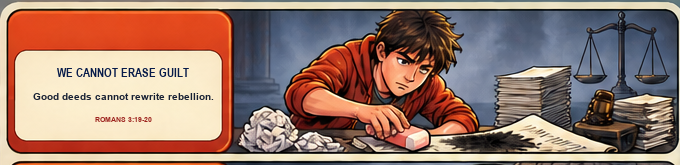 WE CANNOT ERASE GUILT
Good deeds cannot rewrite rebellion.
ROMANS 3:19-20